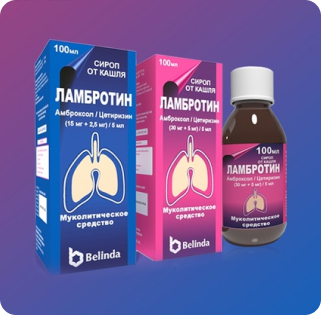 100мл
СИРОП
ОТ КАШЛЯ
ЛАМБРОТИН
Амброксол / Цетиризин
(15 мг + 2,5 мг) / 5 мл
Муколитическое
средство
Belinda
100мл
СИРОП
ОТ КАШЛЯ
ЛАМБРОТИН
Амброксол / Цетиризин
(30 мг + 5 мг) / 5 мл
Муколитическое
средство
Belinda
100мл
СИРОП
ОТ КАШЛЯ
ЛАМБРОТИН
Амброксол / Цетиризин
(30 мг + 5 мг) / 5 мл
Муколитическое
средство